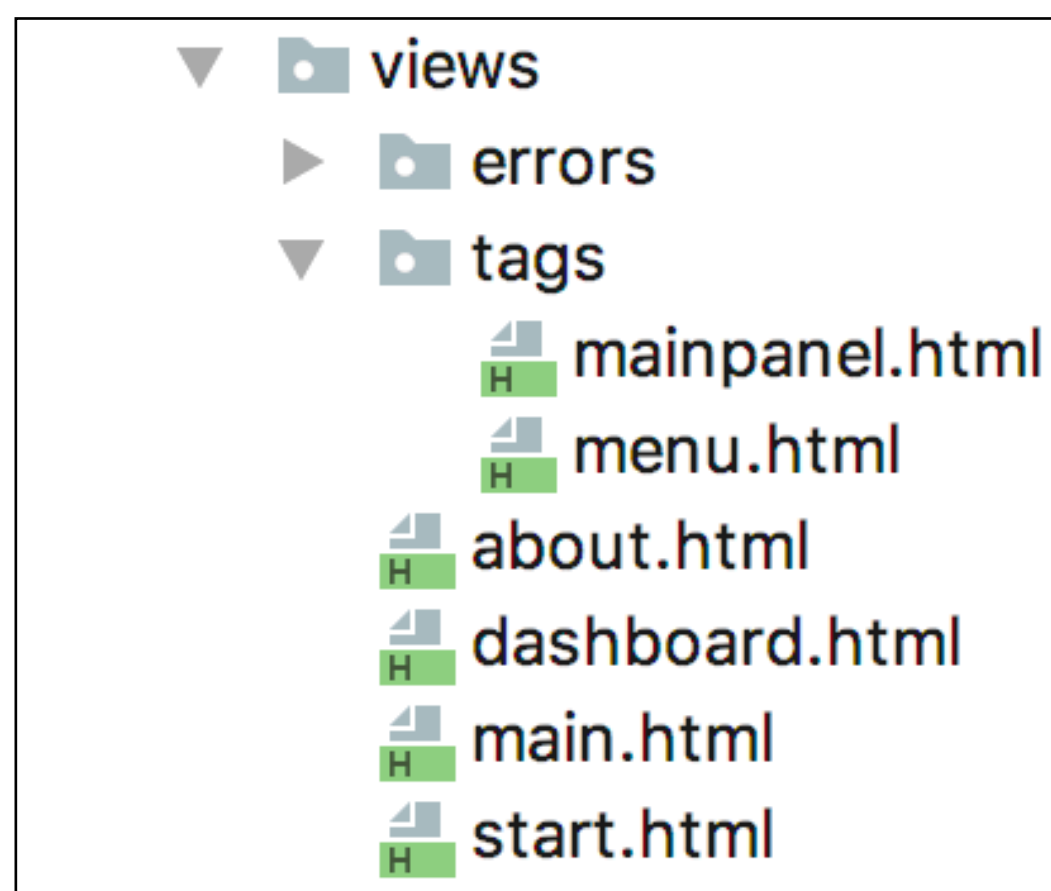 views
errors
tags
H mainpanel.html
H menu.html
H about.html
H dashboard.html
H main.html
H start.html